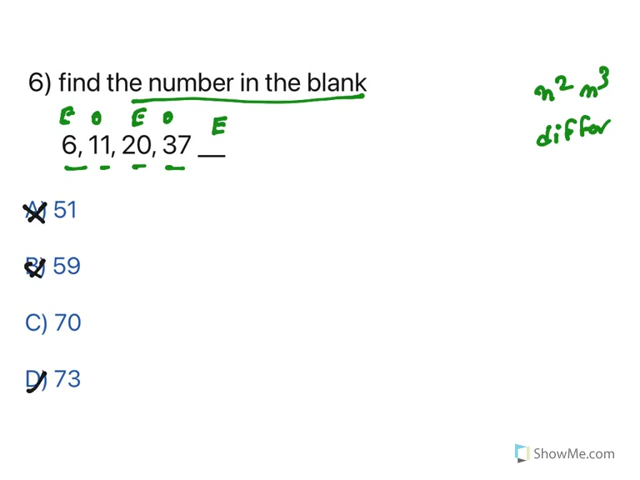 6) find the number in the blank
n² n³
differ
E O E O E
6, 11, 20, 37 __
A) 51
B) 59
C) 70
D) 73
ShowMe.com